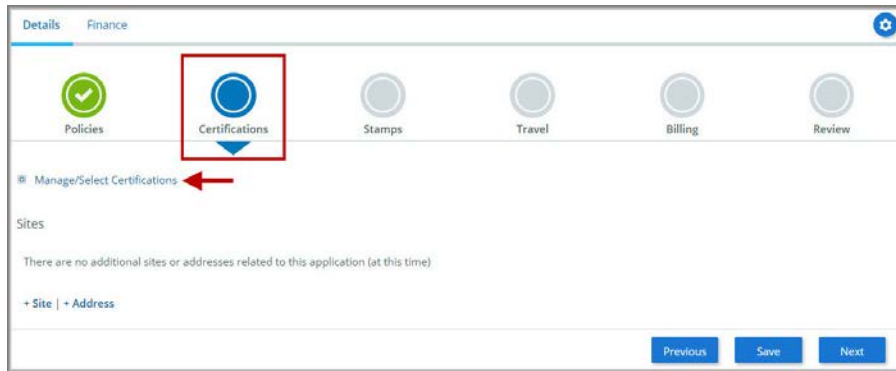 Details Finance
Policies Certifications Stamps Travel Billing Review
Manage/Select Certifications
Sites
There are no additional sites or addresses related to this application (at this time)
+ Site | + Address
Previous Save Next